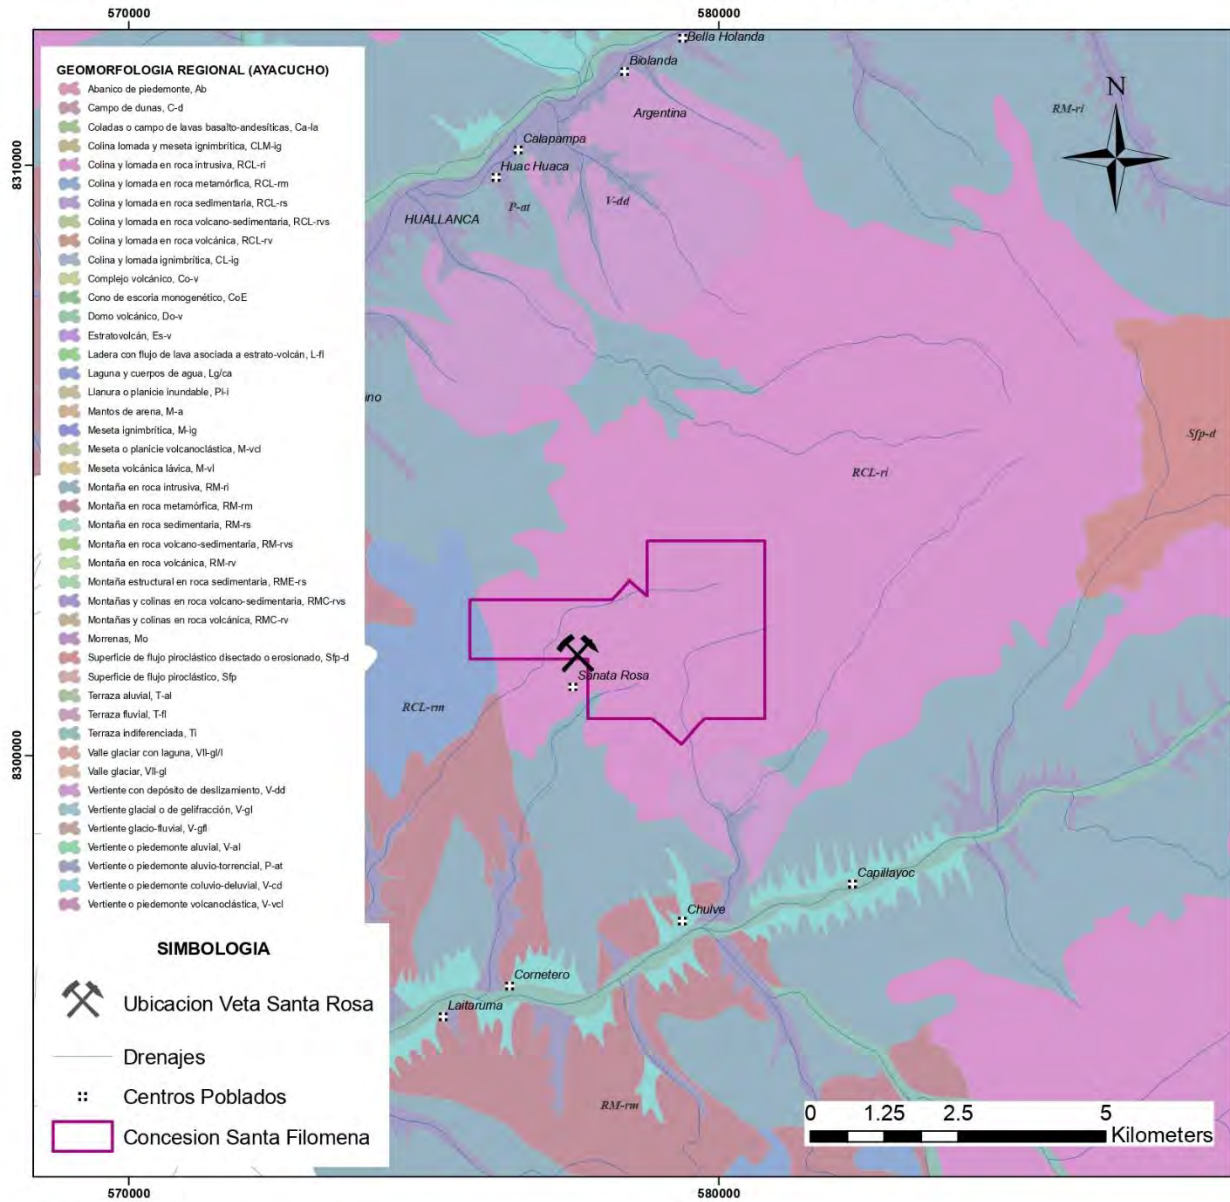 570000
580000
8310000
8300000
GEOMORFOLOGIA REGIONAL (AYACUCHO)
Abanico de piedemonte, Ab
Campo de dunas, C-d
Coladas o campo de lavas basalto-andesíticas, Ca-la
Colina lomada y meseta ignimbrítica, CLM-ig
Colina y lomada en roca intrusiva, RCL-ri
Colina y lomada en roca metamórfica, RCL-rm
Colina y lomada en roca sedimentaria, RCL-rs
Colina y lomada en roca volcano-sedimentaria, RCL-rvs
Colina y lomada en roca volcánica, RCL-rv
Colina y lomada ignimbrítica, CL-ig
Complejo volcánico, Co-v
Cono de escoria monogenético, CoE
Domo volcánico, Do-v
Estratovolcán, Es-v
Ladera con flujo de lava asociada a estrato-volcán, L-fl
Laguna y cuerpos de agua, Lg/ca
Llanura o planicie inundable, Pl-i
Mantos de arena, M-a
Meseta ignimbrítica, M-ig
Meseta o planicie volcanoclástica, M-vcl
Meseta volcánica lávica, M-vl
Montaña en roca intrusiva, RM-ri
Montaña en roca metamórfica, RM-rm
Montaña en roca sedimentaria, RM-rs
Montaña en roca volcano-sedimentaria, RM-rvs
Montaña en roca volcánica, RM-rv
Montaña estructural en roca sedimentaria, RME-rs
Montañas y colinas en roca volcano-sedimentaria, RMC-rvs
Montañas y colinas en roca volcánica, RMC-rv
Morrenas, Mo
Superficie de flujo piroclástico disectado o erosionado, Sfp-d
Superficie de flujo piroclástico, Sfp
Terraza aluvial, T-al
Terraza fluvial, T-fl
Terraza indiferenciada, Ti
Valle glaciar con laguna, Vll-gl/l
Valle glaciar, Vll-gl
Vertiente con depósito de deslizamiento, V-dd
Vertiente glacial o de gelifracción, V-gl
Vertiente glacio-fluvial, V-gfl
Vertiente o piedemonte aluvial, V-al
Vertiente o piedemonte aluvio-torrencial, P-at
Vertiente o piedemonte coluvio-deluvial, V-cd
Vertiente o piedemonte volcanoclástica, V-vcl
SIMBOLOGIA
Ubicacion Veta Santa Rosa
Drenajes
Centros Poblados
Concesion Santa Filomena
Bella Holanda
Biolanda
Argentina
Calapampa
Huac Huaca
HUALLANCA
P-at
V-dd
RM-ri
N
ino
Sfp-d
RCL-ri
Sanata Rosa
RCL-rm
Capillayoc
Chulve
Cornetero
Laitaruma
RM-rm
0 1.25 2.5 5
Kilometers
570000
580000